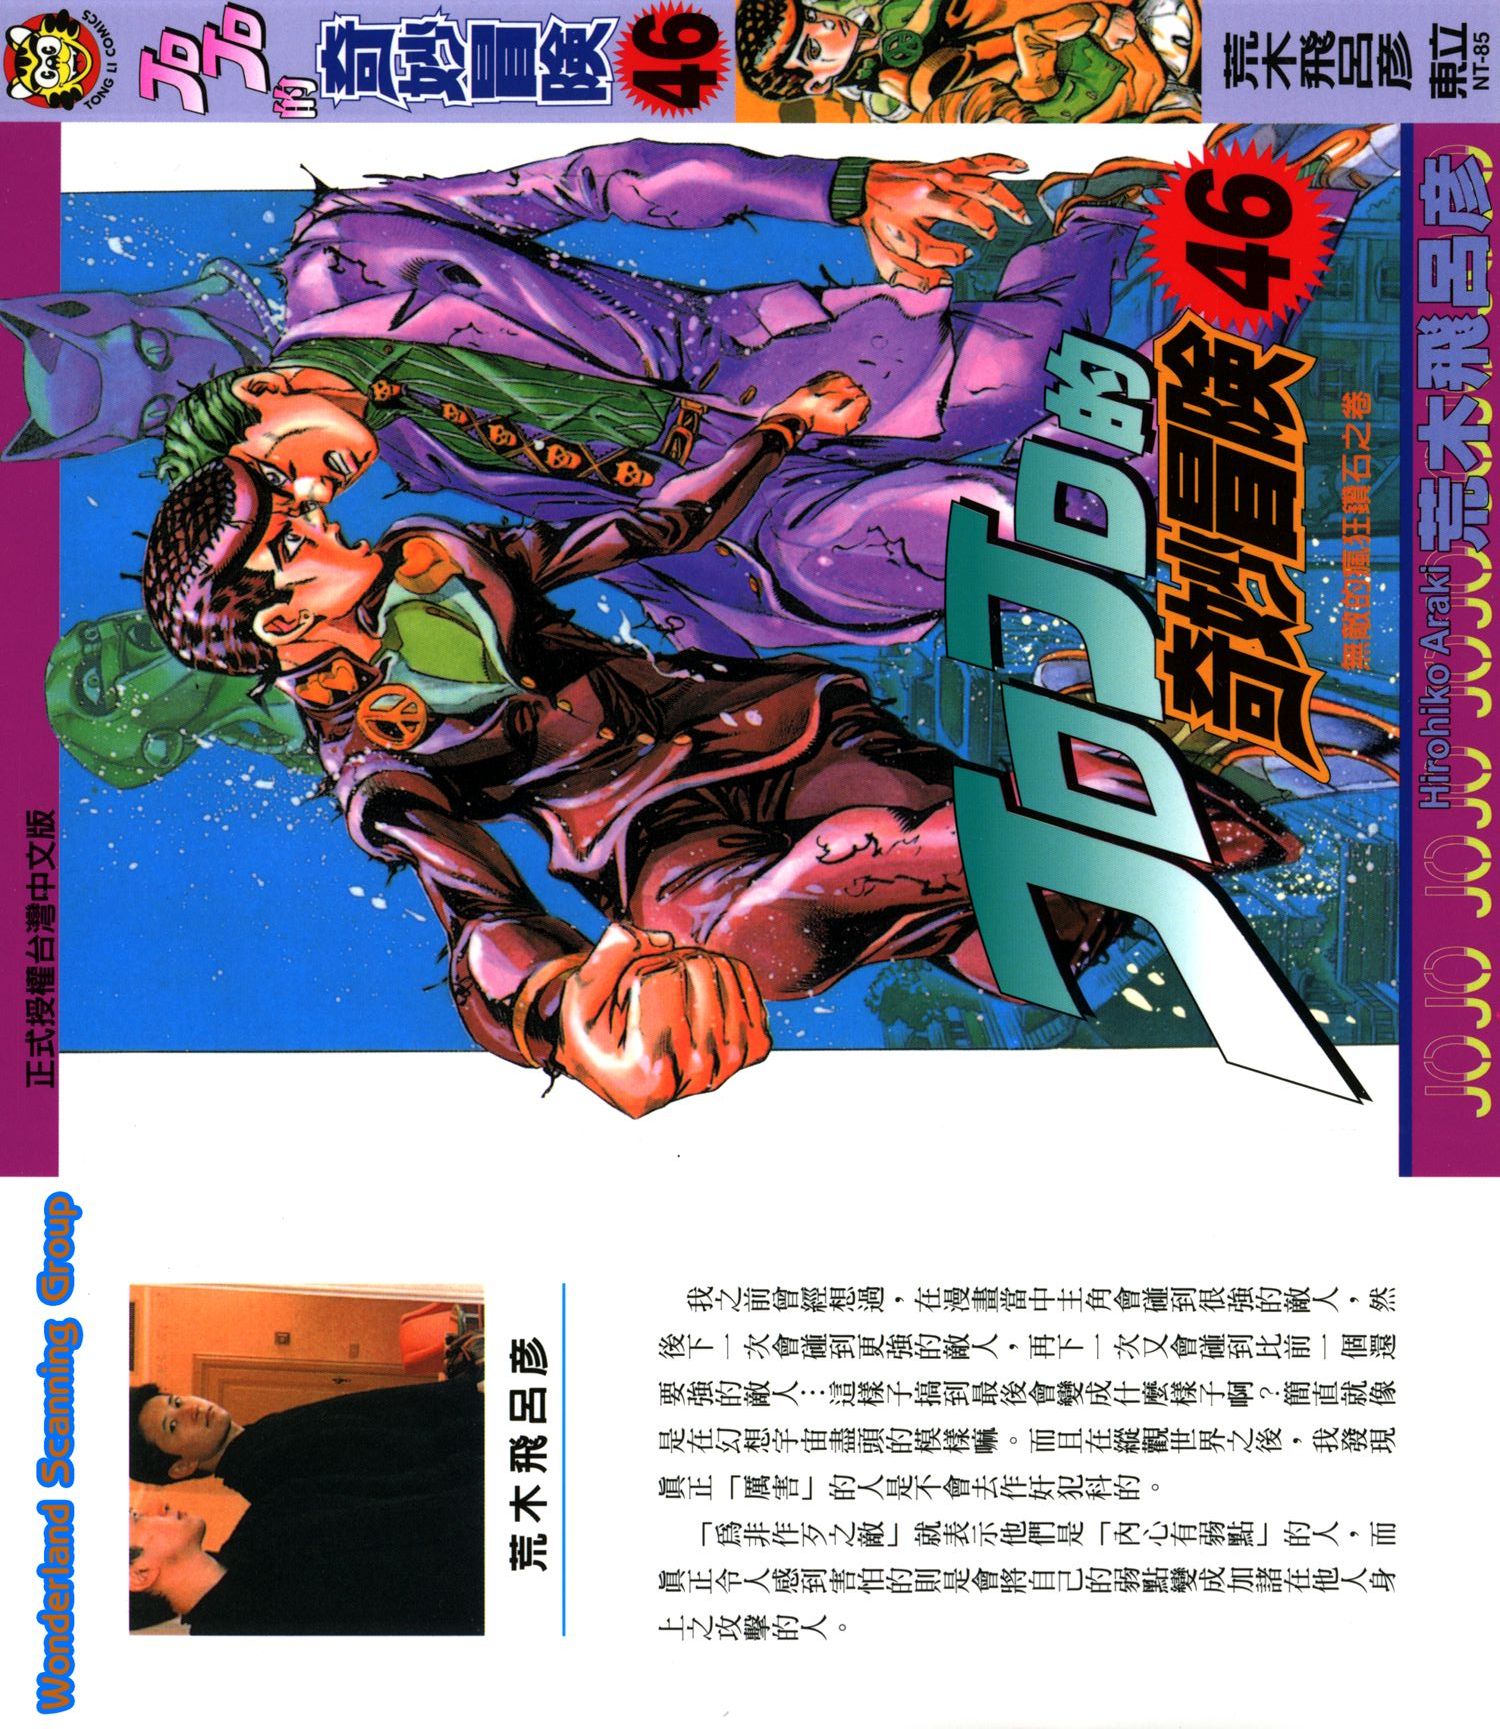 TONG LI COMICS
JOJO的
奇妙冒険
46
荒木飛呂彦
東立
NT-85
正式授權台灣中文版
JOJO的
奇妙冒険
46
無敵的瘋狂鑽石之卷
Hirohiko Araki 荒木飛呂彦
JOJO JOJO JOJO
Wonderland Scanning Group
荒木飛呂彦
我之前曾經想過，在漫畫當中主角會碰到很強的敵人，然
後下一次會碰到更強的敵人，再下一次又會碰到比前一個還
要強的敵人…這樣子搞到最後會變成什麼樣子啊？簡直就像
是在幻想宇宙盡頭的模樣嘛。而且在縱觀世界之後，我發現
眞正「厲害」的人是不會去作奸犯科的。
「爲非作歹之敵」就表示他們是「內心有弱點」的人，而
眞正令人感到害怕的則是會將自己的弱點變成加諸在他人身
上之攻擊的人。